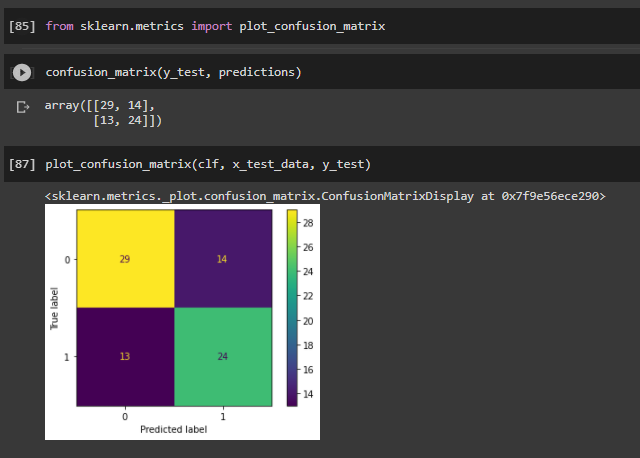 [85] from sklearn.metrics import plot_confusion_matrix
confusion_matrix(y_test, predictions)
array([[29, 14],
       [13, 24]])
[87] plot_confusion_matrix(clf, x_test_data, y_test)
<sklearn.metrics._plot.confusion_matrix.ConfusionMatrixDisplay at 0x7f9e56ece290>
28
26
24
22
20
18
16
14
True label
0
1
29
14
13
24
0
1
Predicted label